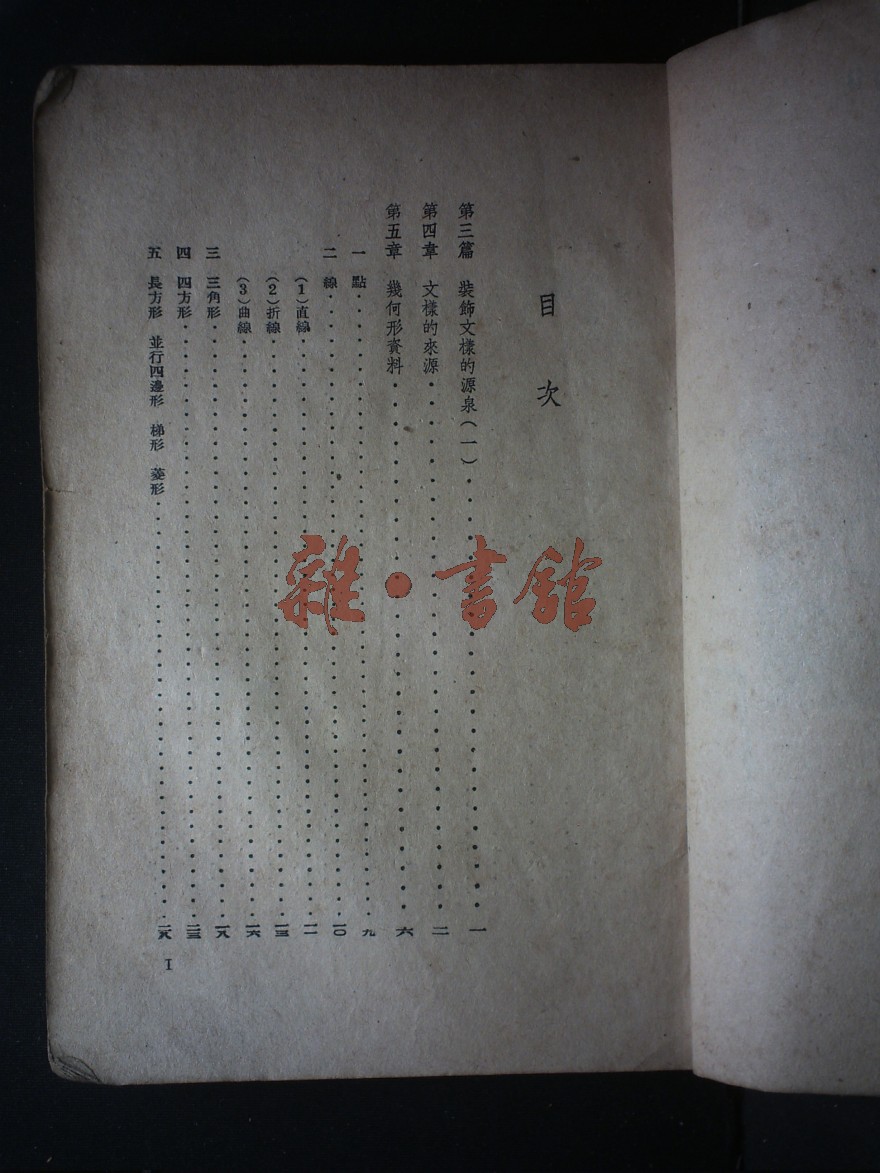 目次
第三篇 裝飾文樣的源泉(一)·········一
第四章 文樣的來源·········二
第五章 幾何形資料·········六
一 點·········九
二 線·········一〇
(1)直線·········一一
(2)折線·········一三
(3)曲線·········一六
三 三角形·········一九
四 四方形·········二三
五 長方形 並行四邊形 梯形 菱形·········二八
I
雜·書館